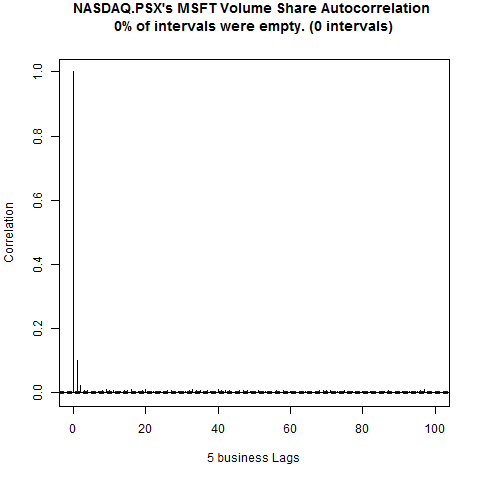 NASDAQ.PSX's MSFT Volume Share Autocorrelation
0% of intervals were empty. (0 intervals)
1.0
0.8
0.6
0.4
0.2
0.0
Correlation
0 20 40 60 80 100
5 business Lags